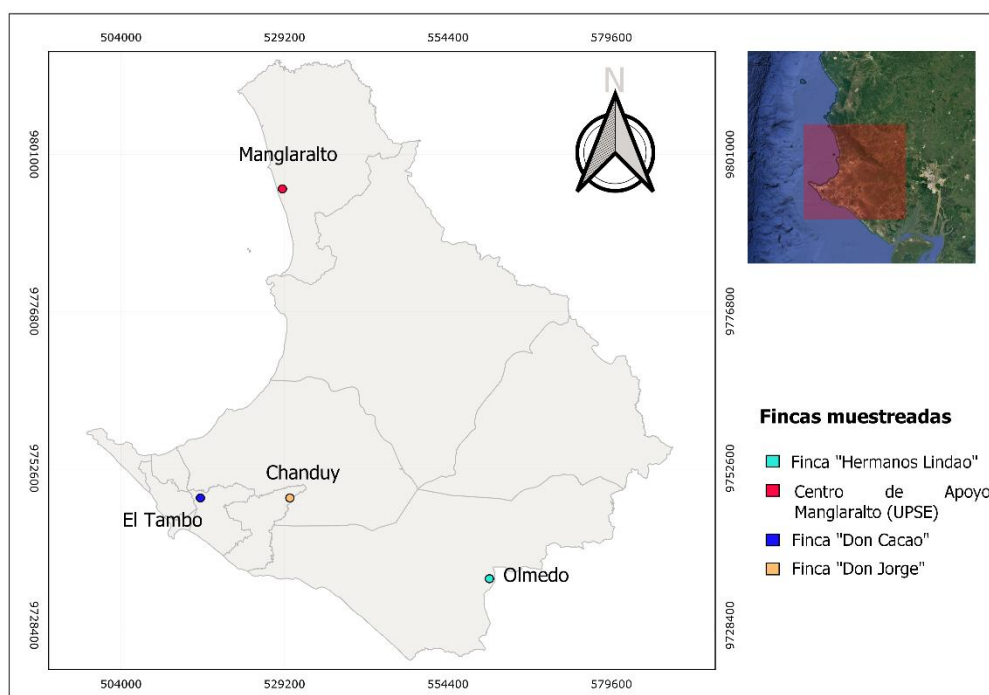 504000
529200
554400
579600
N
Manglaralto
9801000
9801000
9776800
9776800
Fincas muestreadas
Chanduy
9752600
9752600
Finca "Hermanos Lindao"
Centro de Apoyo
Manglaralto (UPSE)
El Tambo
Finca "Don Cacao"
Finca "Don Jorge"
Olmedo
9728400
9728400
504000
529200
554400
579600